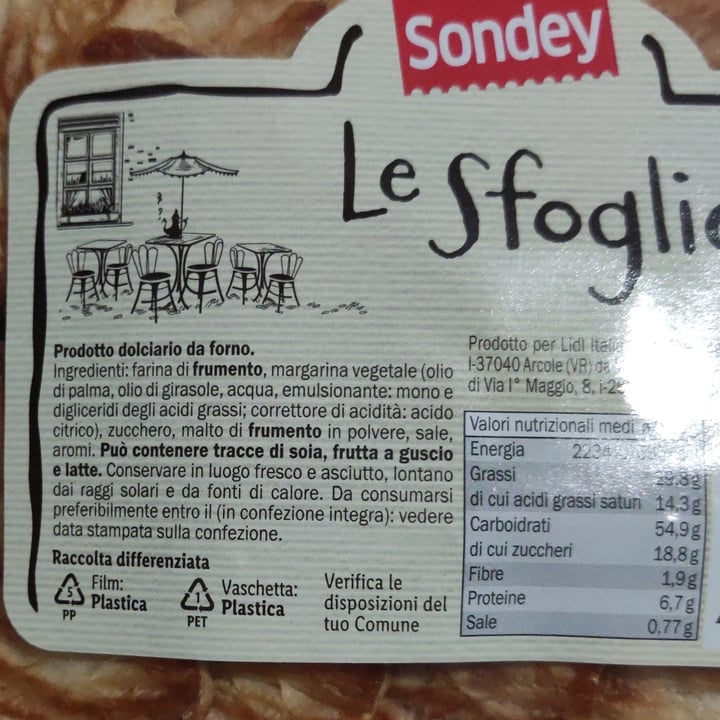 Sondey
Le Sfoglie
Prodotto dolciario da forno.
Ingredienti: farina di frumento, margarina vegetale (olio
di palma, olio di girasole, acqua, emulsionante: mono e
digliceridi degli acidi grassi; correttore di acidità: acido
citrico), zucchero, malto di frumento in polvere, sale,
aromi. Può contenere tracce di soia, frutta a guscio
e latte. Conservare in luogo fresco e asciutto, lontano
dai raggi solari e da fonti di calore. Da consumarsi
preferibilmente entro il (in confezione integra): vedere
data stampata sulla confezione.
Raccolta differenziata
5
PP
Film:
Plastica
1
PET
Vaschetta:
Plastica
Verifica le
disposizioni del
tuo Comune
Prodotto per Lidl
I-37040 Arcole (VR)
di Via 1° Maggio, 8,
Valori nutrizionali medi
Energia
Grassi 29,8g
di cui acidi grassi saturi 14,3g
Carboidrati 54,9g
di cui zuccheri 18,8g
Fibre 1,9g
Proteine 6,7g
Sale 0,77g